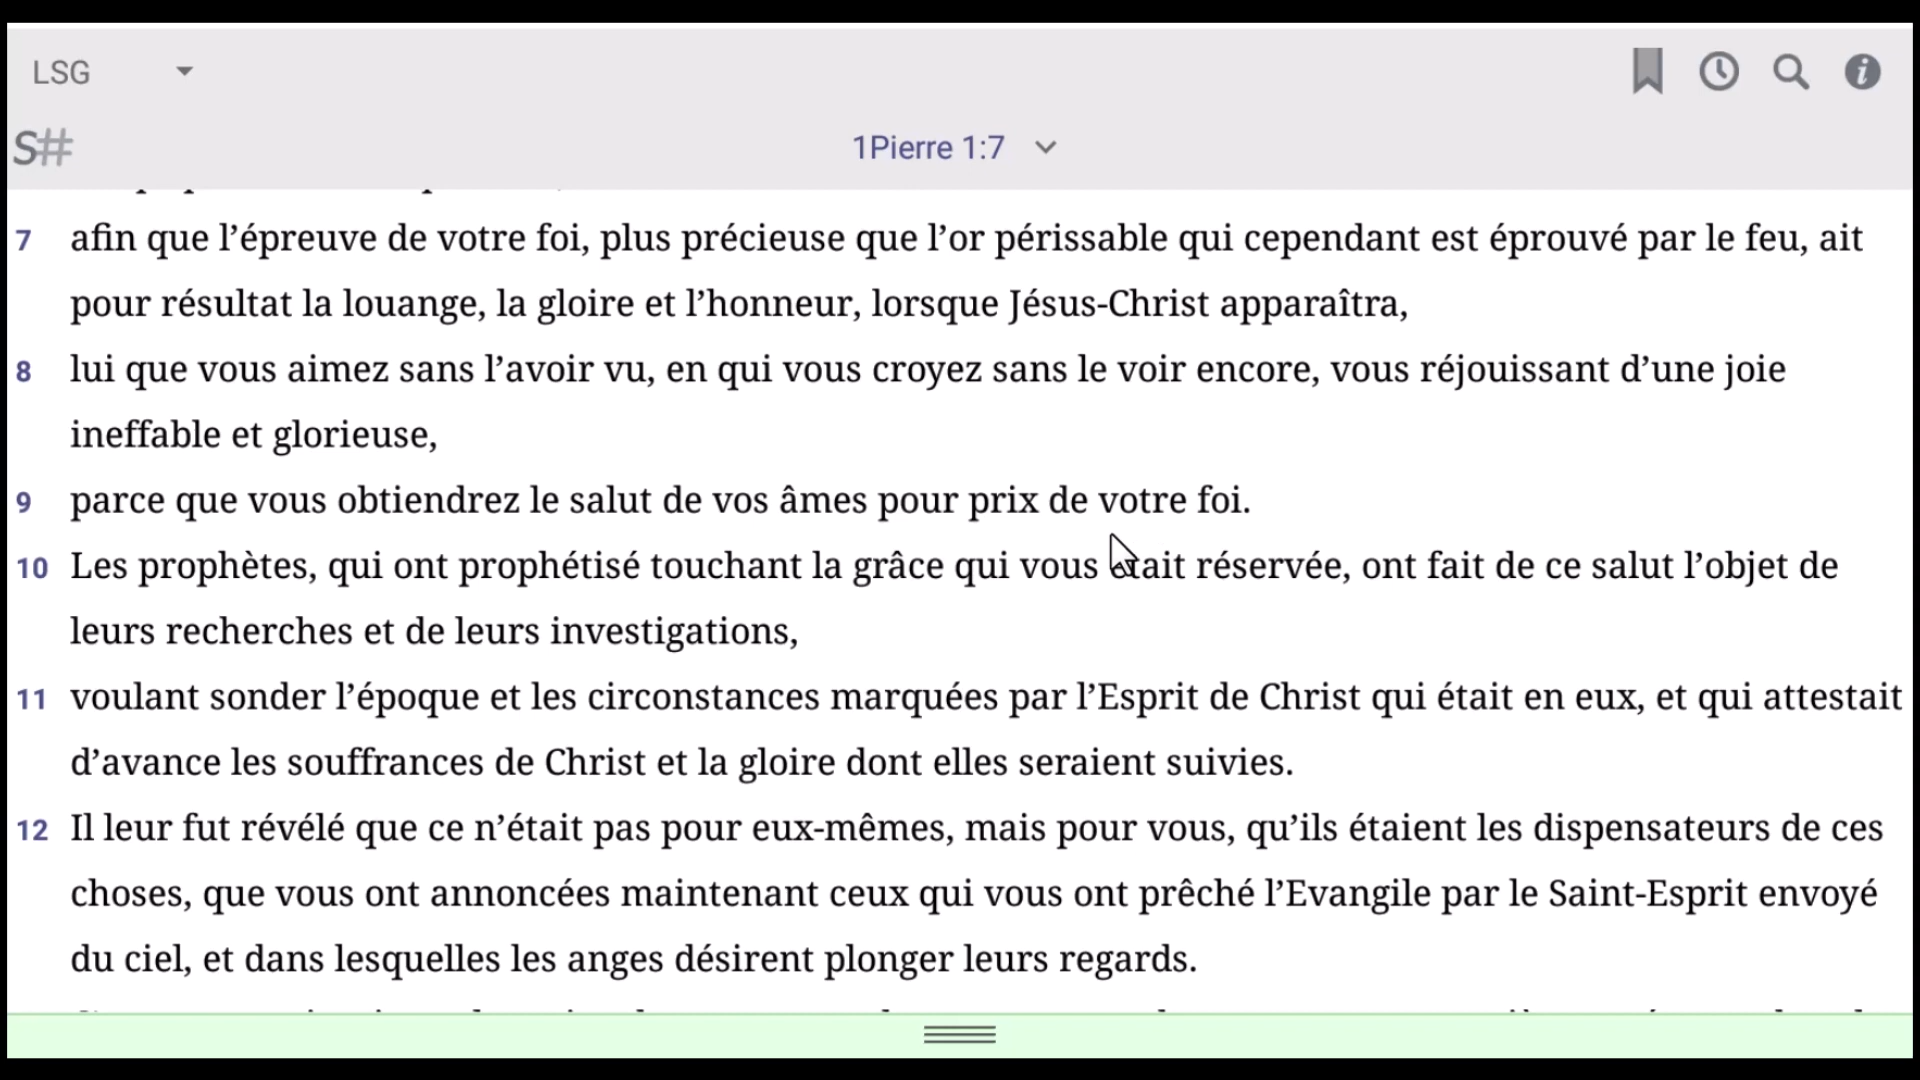 LSG
S#
1Pierre 1:7
7 afin que l’épreuve de votre foi, plus précieuse que l’or périssable qui cependant est éprouvé par le feu, ait
pour résultat la louange, la gloire et l’honneur, lorsque Jésus-Christ apparaîtra,
8 lui que vous aimez sans l’avoir vu, en qui vous croyez sans le voir encore, vous réjouissant d’une joie
ineffable et glorieuse,
9 parce que vous obtiendrez le salut de vos âmes pour prix de votre foi.
10 Les prophètes, qui ont prophétisé touchant la grâce qui vous était réservée, ont fait de ce salut l’objet de
leurs recherches et de leurs investigations,
11 voulant sonder l’époque et les circonstances marquées par l’Esprit de Christ qui était en eux, et qui attestait
d’avance les souffrances de Christ et la gloire dont elles seraient suivies.
12 Il leur fut révélé que ce n’était pas pour eux-mêmes, mais pour vous, qu’ils étaient les dispensateurs de ces
choses, que vous ont annoncées maintenant ceux qui vous ont prêché l’Evangile par le Saint-Esprit envoyé
du ciel, et dans lesquelles les anges désirent plonger leurs regards.